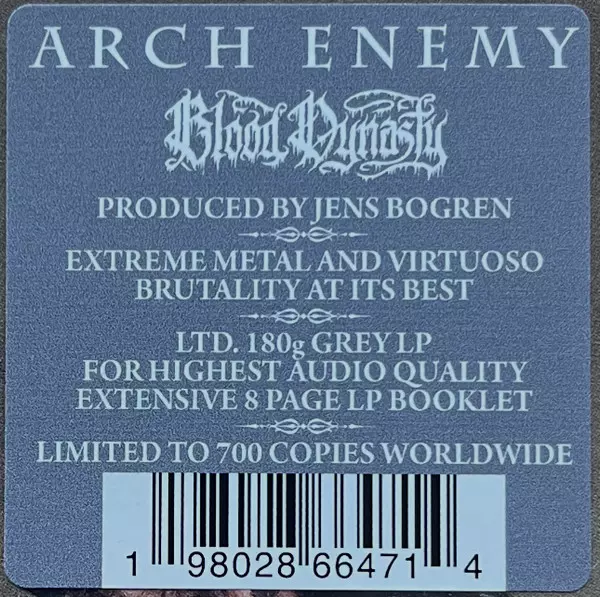 ARCH ENEMY
Blood Dynasty
PRODUCED BY JENS BOGREN
EXTREME METAL AND VIRTUOSO
BRUTALITY AT ITS BEST
LTD. 180g GREY LP
FOR HIGHEST AUDIO QUALITY
EXTENSIVE 8 PAGE LP BOOKLET
LIMITED TO 700 COPIES WORLDWIDE
1 98028 66471 4